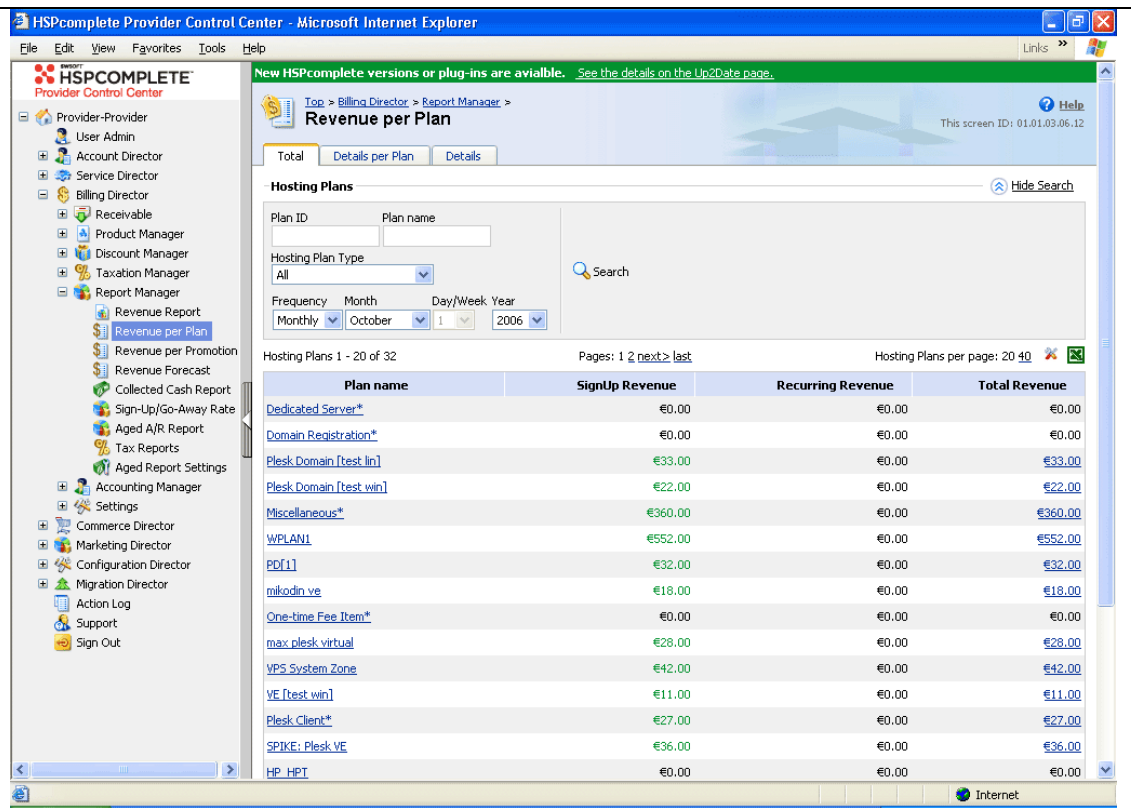 HSPcomplete Provider Control Center - Microsoft Internet Explorer
File Edit View Favorites Tools Help Links »
swsoft
HSPCOMPLETE
Provider Control Center
Provider-Provider
User Admin
Account Director
Service Director
Billing Director
Receivable
Product Manager
Discount Manager
Taxation Manager
Report Manager
Revenue Report
Revenue per Plan
Revenue per Promotion
Revenue Forecast
Collected Cash Report
Sign-Up/Go-Away Rate
Aged A/R Report
Tax Reports
Aged Report Settings
Accounting Manager
Settings
Commerce Director
Marketing Director
Configuration Director
Migration Director
Action Log
Support
Sign Out
New HSPcomplete versions or plug-ins are avialble. See the details on the Up2Date page.
Top > Billing Director > Report Manager >
Revenue per Plan
Help
This screen ID: 01.01.03.06.12
Total Details per Plan Details
Hosting Plans Hide Search
Plan ID Plan name
Hosting Plan Type
All
Search
Frequency Month Day/Week Year
Monthly October 1 2006
Hosting Plans 1 - 20 of 32 Pages: 1 2 next> last Hosting Plans per page: 20 40
Plan name SignUp Revenue Recurring Revenue Total Revenue
Dedicated Server* €0.00 €0.00 €0.00
Domain Registration* €0.00 €0.00 €0.00
Plesk Domain [test lin] €33.00 €0.00 €33.00
Plesk Domain [test win] €22.00 €0.00 €22.00
Miscellaneous* €360.00 €0.00 €360.00
WPLAN1 €552.00 €0.00 €552.00
PD[1] €32.00 €0.00 €32.00
mikodin ve €18.00 €0.00 €18.00
One-time Fee Item* €0.00 €0.00 €0.00
max plesk virtual €28.00 €0.00 €28.00
VPS System Zone €42.00 €0.00 €42.00
VE [test win] €11.00 €0.00 €11.00
Plesk Client* €27.00 €0.00 €27.00
SPIKE: Plesk VE €36.00 €0.00 €36.00
HP HPT €0.00 €0.00 €0.00
Internet